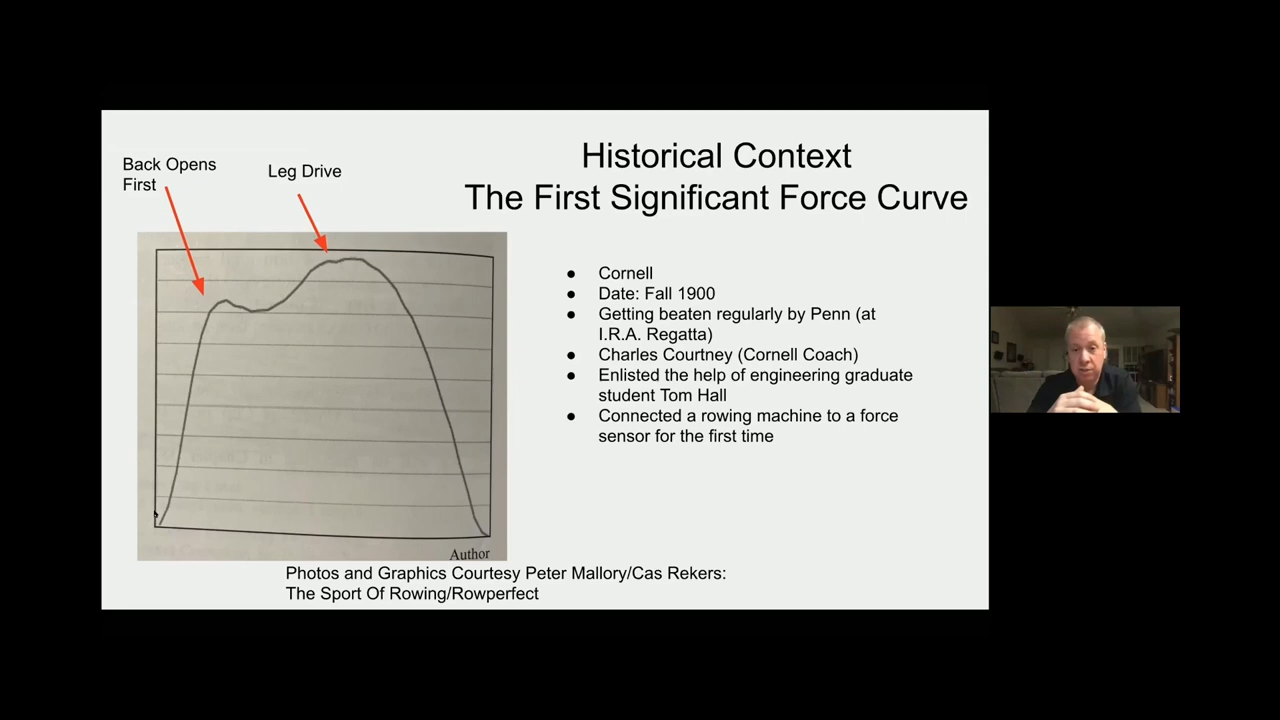 Back Opens
First
Leg Drive
Historical Context
The First Significant Force Curve
● Cornell
● Date: Fall 1900
● Getting beaten regularly by Penn (at
I.R.A. Regatta)
● Charles Courtney (Cornell Coach)
● Enlisted the help of engineering graduate
student Tom Hall
● Connected a rowing machine to a force
sensor for the first time
Author
Photos and Graphics Courtesy Peter Mallory/Cas Rekers:
The Sport Of Rowing/Rowperfect